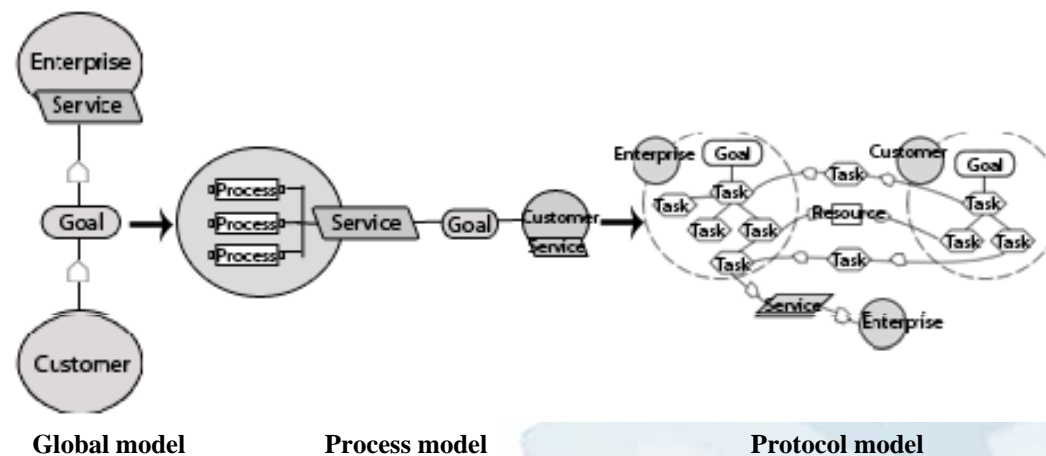 Enterprise
Service
Goal
Customer
Process
Process
Process
Service
Goal
Customer
Service
Enterprise
Goal
Task
Task
Task
Task
Task
Task
Resource
Task
Customer
Goal
Task
Task
Task
Service
Enterprise
Global model
Process model
Protocol model